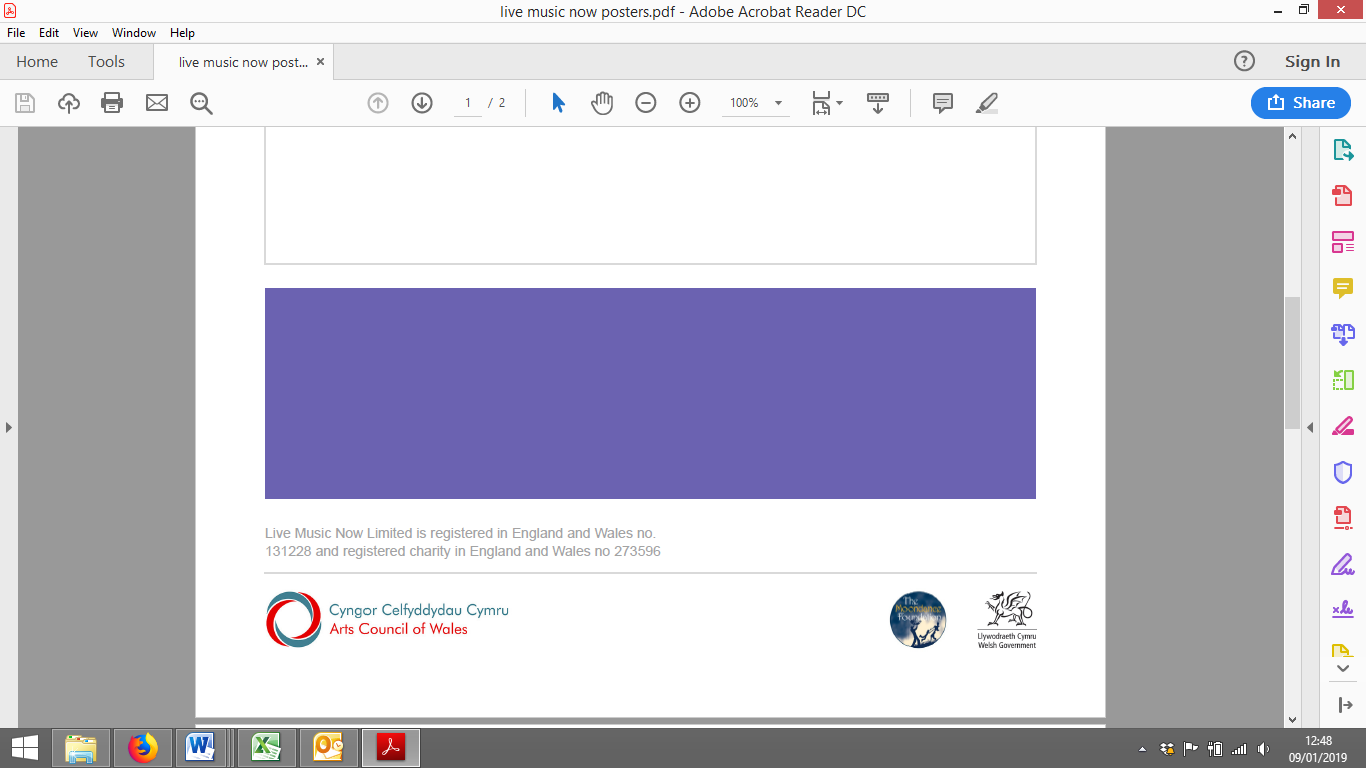 live music now posters.pdf - Adobe Acrobat Reader DC
File Edit View Window Help
Home Tools live music now post... Sign In
1 / 2 100% Share
Live Music Now Limited is registered in England and Wales no.
131228 and registered charity in England and Wales no 273596
Cyngor Celfyddydau Cymru
Arts Council of Wales
The
Moondance
Foundation
Llywodraeth Cymru
Welsh Government
12:48
09/01/2019